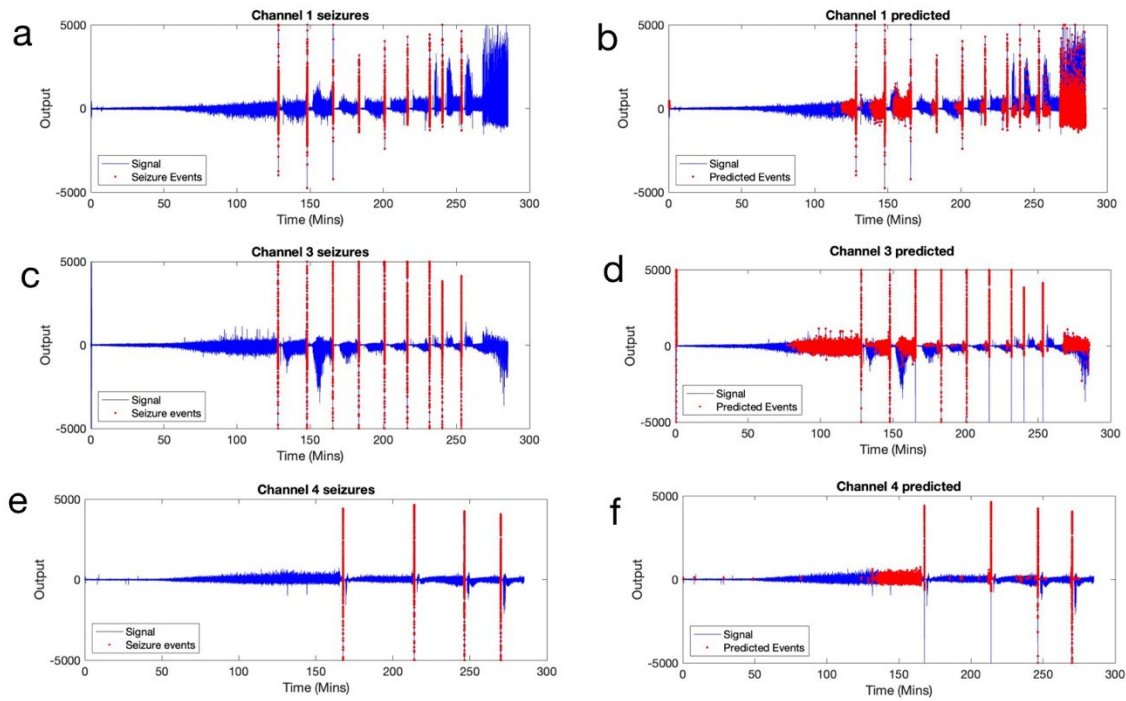 a
Channel 1 seizures
5000
0
-5000
Output
Signal
Seizure Events
0 50 100 150 200 250 300
Time (Mins)
b
Channel 1 predicted
5000
0
-5000
Output
Signal
Predicted Events
0 50 100 150 200 250 300
Time (Mins)
c
Channel 3 seizures
5000
0
-5000
Output
Signal
Seizure events
0 50 100 150 200 250 300
Time (Mins)
d
Channel 3 predicted
5000
0
-5000
Output
Signal
Predicted Events
0 50 100 150 200 250 300
Time (Mins)
e
Channel 4 seizures
5000
0
-5000
Output
Signal
Seizure events
0 50 100 150 200 250 300
Time (Mins)
f
Channel 4 predicted
5000
0
-5000
Output
Signal
Predicted Events
0 50 100 150 200 250 300
Time (Mins)